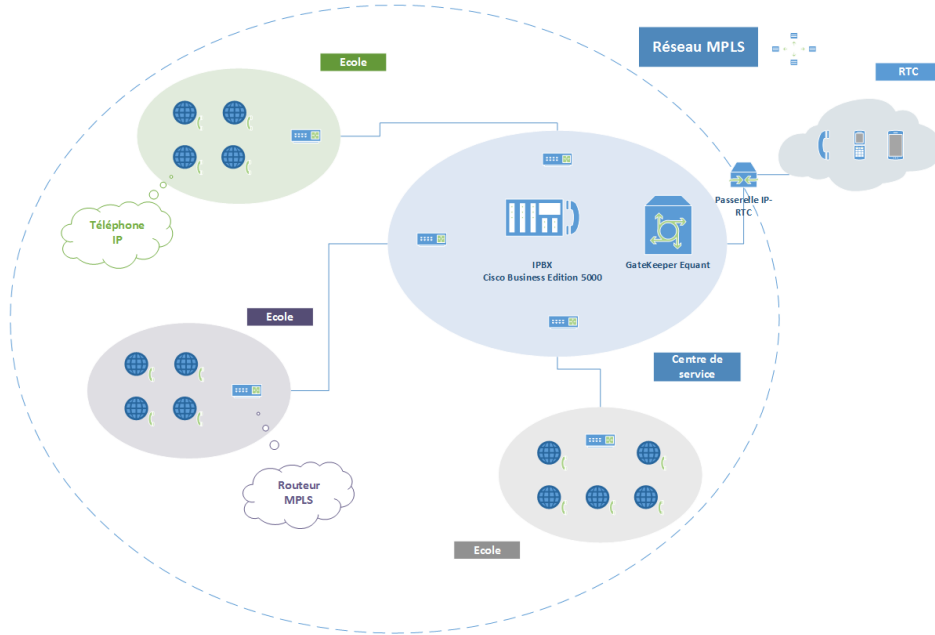 Réseau MPLS
Ecole
RTC
Passerelle IP-
RTC
Téléphone
IP
IPBX
Cisco Business Edition 5000
GateKeeper Equant
Ecole
Centre de
service
Routeur
MPLS
Ecole